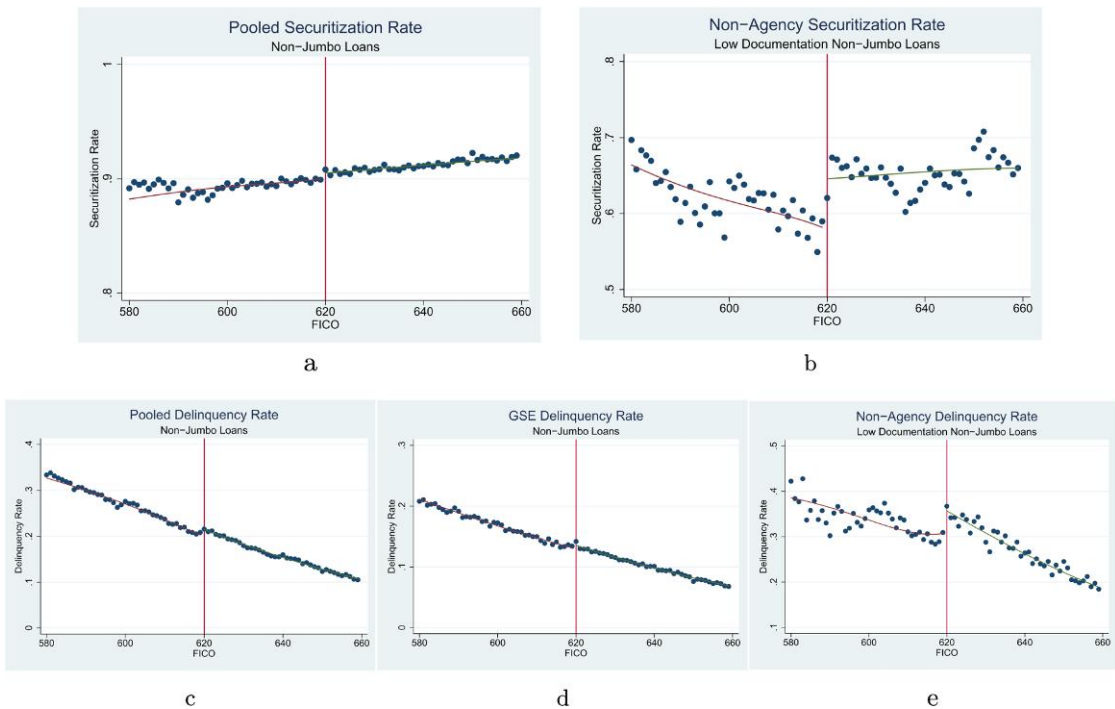 Pooled Securitization Rate
Non-Jumbo Loans
Securitization Rate
1
.9
.8
580
600
620
640
660
FICO
a
Non-Agency Securitization Rate
Low Documentation Non-Jumbo Loans
Securitization Rate
.8
.7
.6
.5
580
600
620
640
660
FICO
b
Pooled Delinquency Rate
Non-Jumbo Loans
Delinquency Rate
.4
.3
.2
.1
0
580
600
620
640
660
FICO
c
GSE Delinquency Rate
Non-Jumbo Loans
Delinquency Rate
.3
.2
.1
0
580
600
620
640
660
FICO
d
Non-Agency Delinquency Rate
Low Documentation Non-Jumbo Loans
Delinquency Rate
.5
.4
.3
.2
.1
580
600
620
640
660
FICO
e